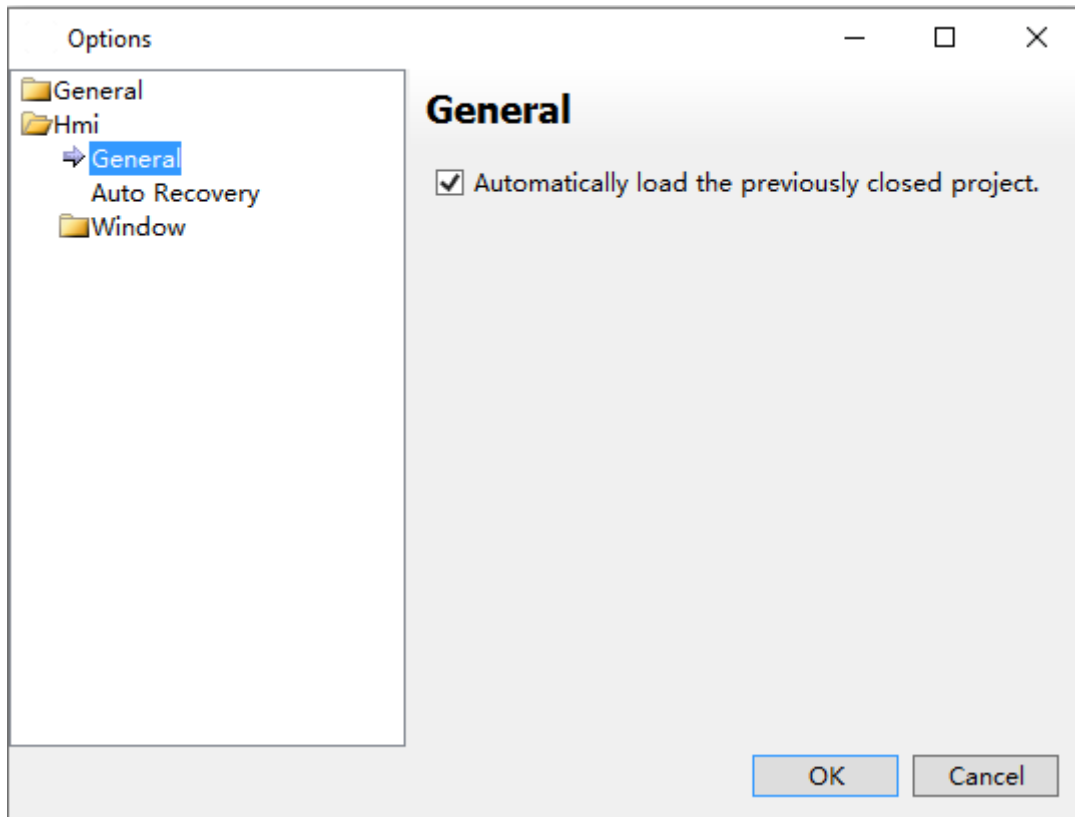 Options
General
Hmi
General
Auto Recovery
Window
General
Automatically load the previously closed project.
OK
Cancel